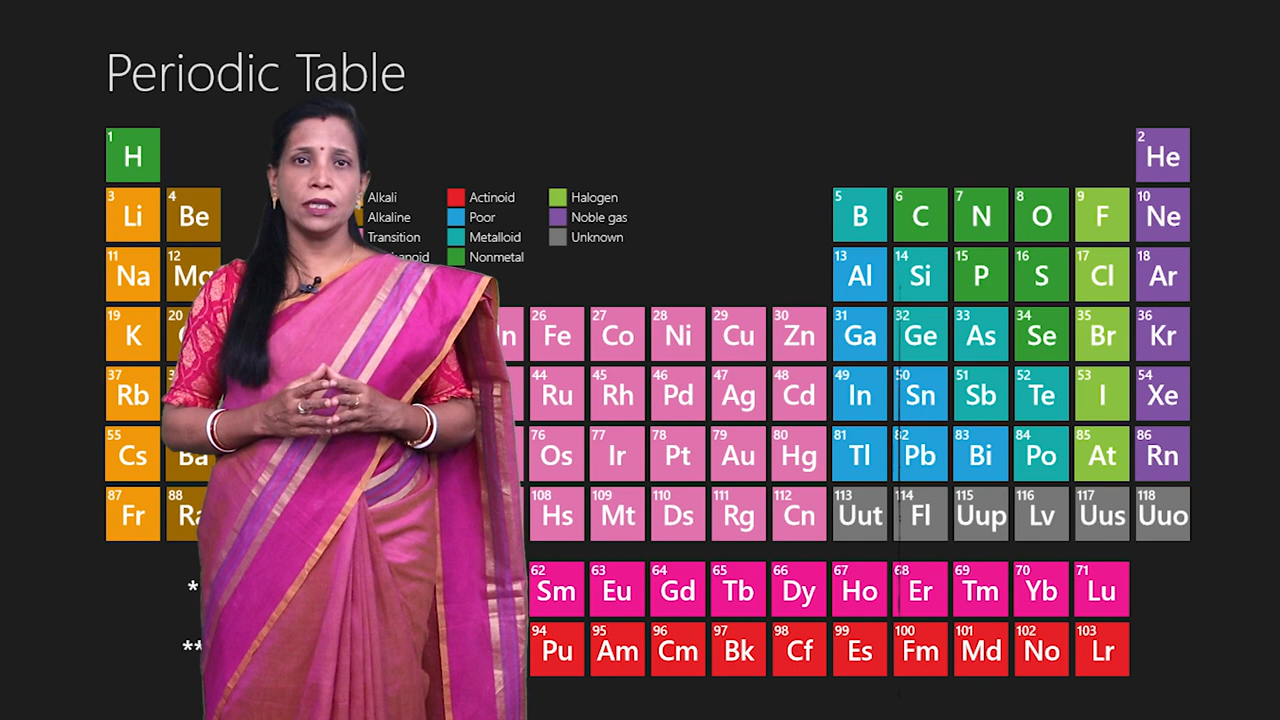 Periodic Table
1 H 2 He
Alkali Actinoid Halogen
3 Li 4 Be Alkaline Poor Noble gas 5 B 6 C 7 N 8 O 9 F 10 Ne
Transition Metalloid Unknown
Nonmetal
11 Na 12 13 Al 14 Si 15 P 16 S 17 Cl 18 Ar
19 K 20 26 Fe 27 Co 28 Ni 29 Cu 30 Zn 31 Ga 32 Ge 33 As 34 Se 35 Br 36 Kr
37 Rb 44 Ru 45 Rh 46 Pd 47 Ag 48 Cd 49 In 50 Sn 51 Sb 52 Te 53 I 54 Xe
55 Cs 56 Ba 76 Os 77 Ir 78 Pt 79 Au 80 Hg 81 Tl 82 Pb 83 Bi 84 Po 85 At 86 Rn
87 Fr 88 Ra 108 Hs 109 Mt 110 Ds 111 Rg 112 Cn 113 Uut 114 Fl 115 Uup 116 Lv 117 Uus 118 Uuo
* 62 Sm 63 Eu 64 Gd 65 Tb 66 Dy 67 Ho 68 Er 69 Tm 70 Yb 71 Lu
** 94 Pu 95 Am 96 Cm 97 Bk 98 Cf 99 Es 100 Fm 101 Md 102 No 103 Lr